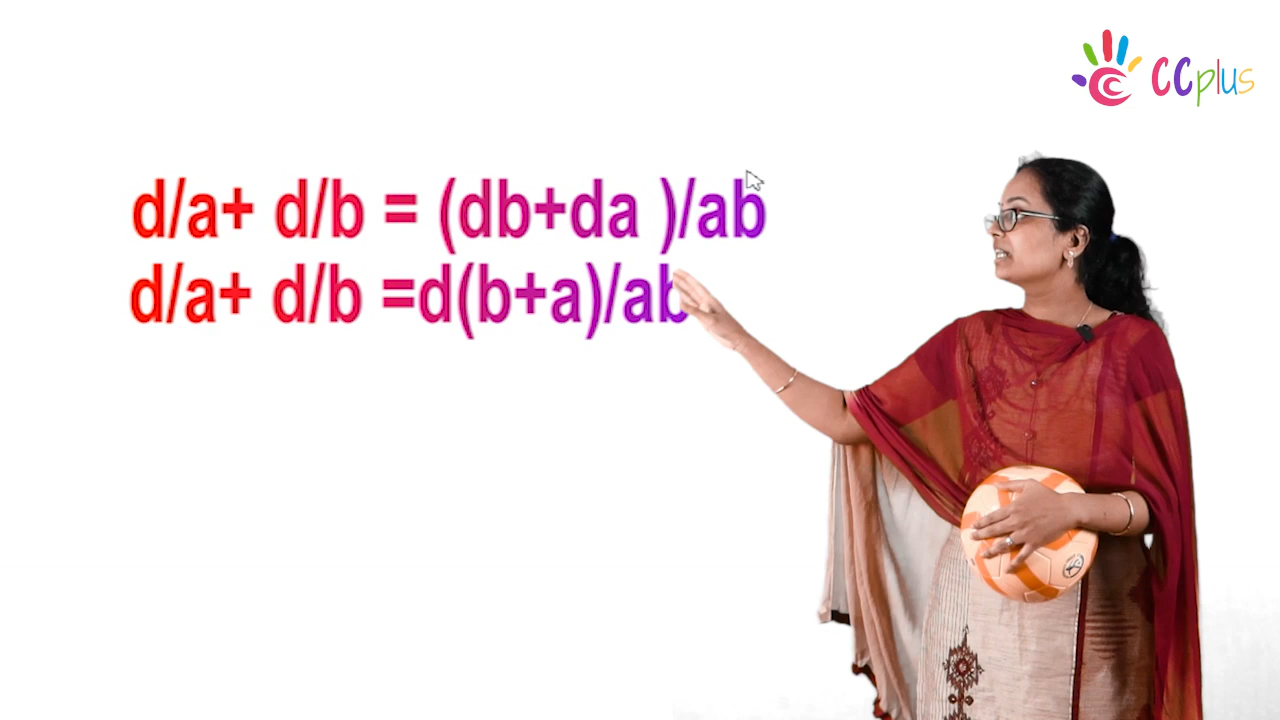 CCplus
d/a+ d/b = (db+da )/ab
d/a+ d/b =d(b+a)/ab